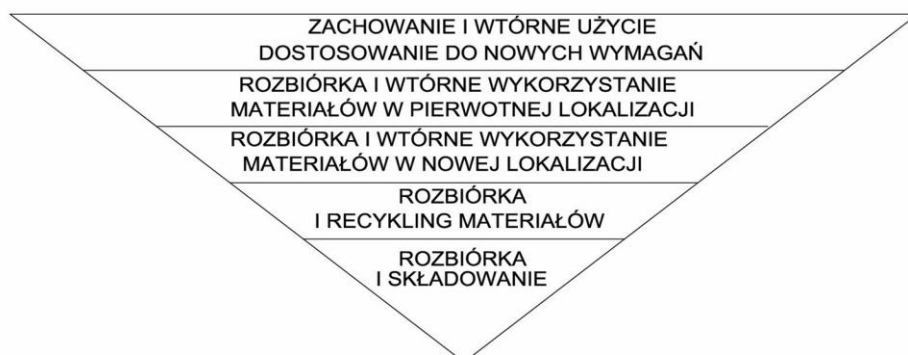 ZACHOWANIE I WTÓRNE UŻYCIE
DOSTOSOWANIE DO NOWYCH WYMAGAŃ
ROZBIÓRKA I WTÓRNE WYKORZYSTANIE
MATERIAŁÓW W PIERWOTNEJ LOKALIZACJI
ROZBIÓRKA I WTÓRNE WYKORZYSTANIE
MATERIAŁÓW W NOWEJ LOKALIZACJI
ROZBIÓRKA
I RECYKLING MATERIAŁÓW
ROZBIÓRKA
I SKŁADOWANIE